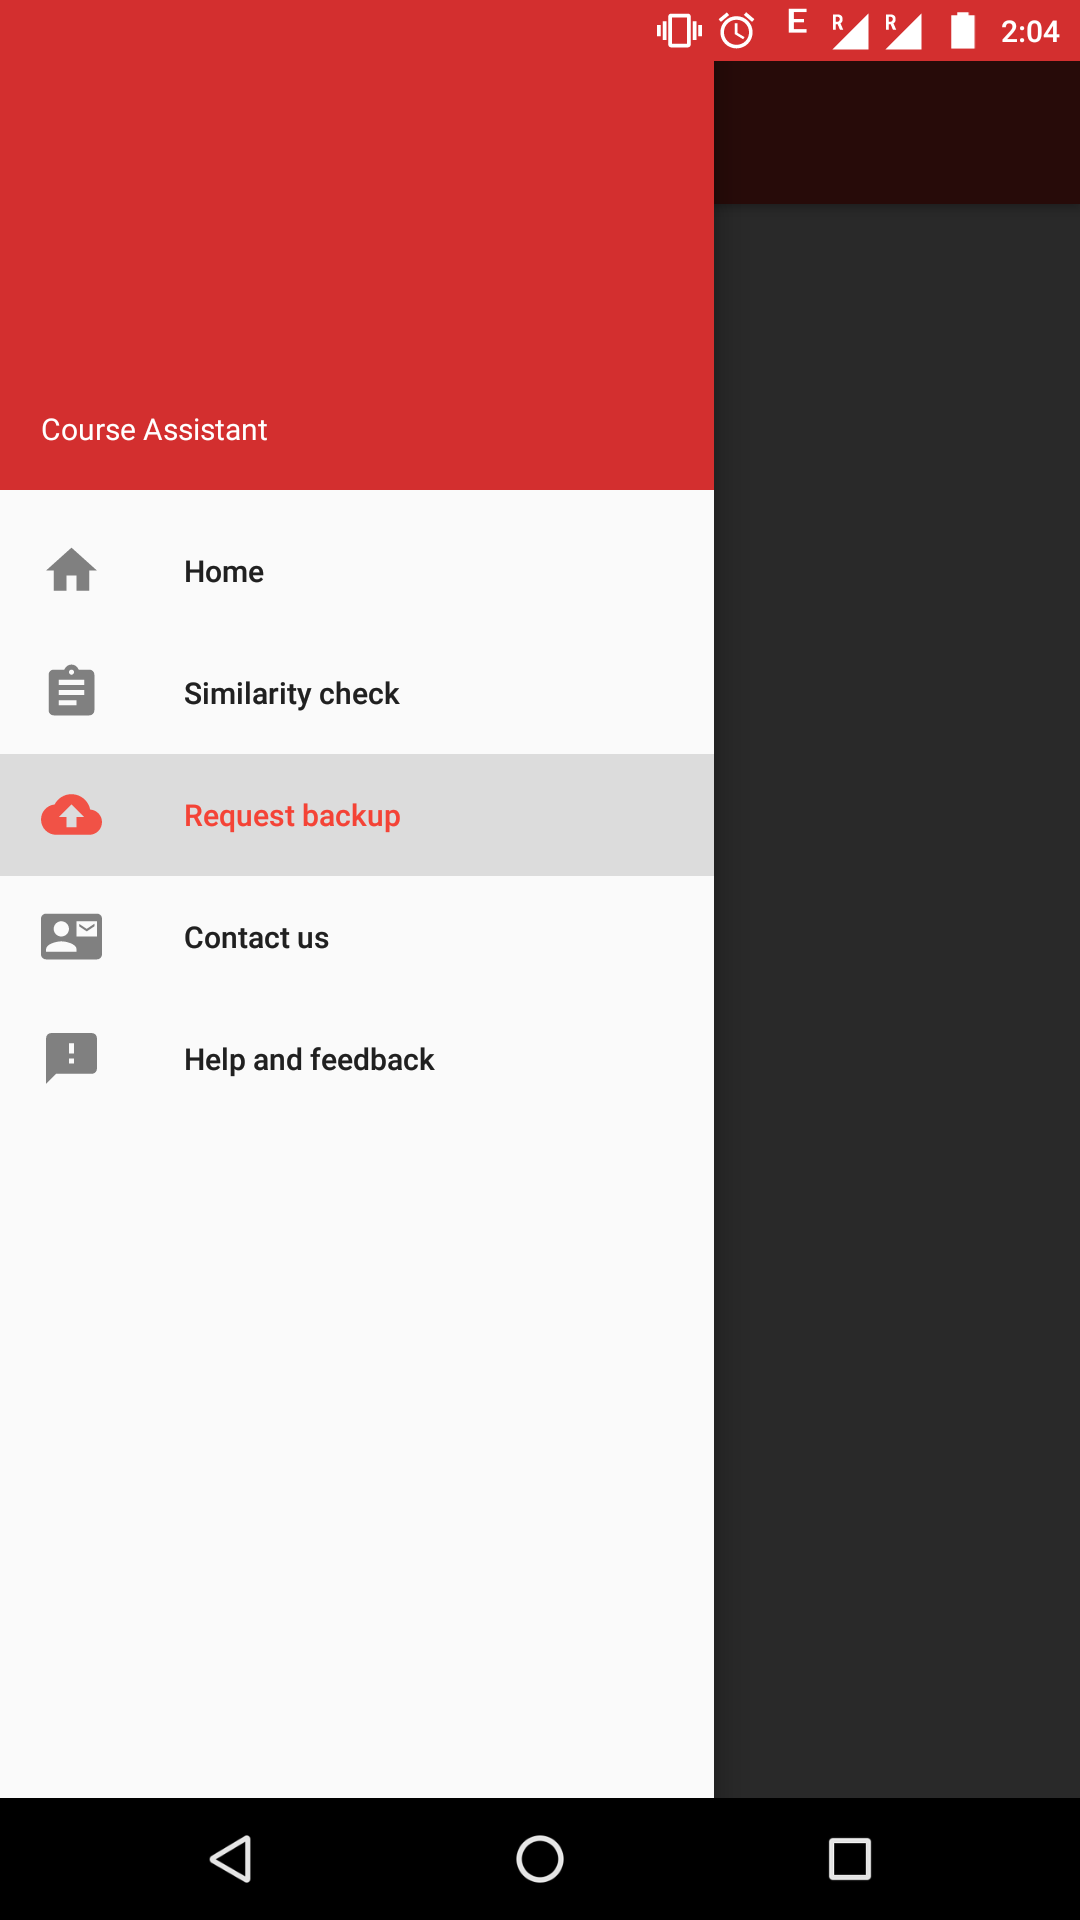 E R R 2:04
Course Assistant
Home
Similarity check
Request backup
Contact us
Help and feedback